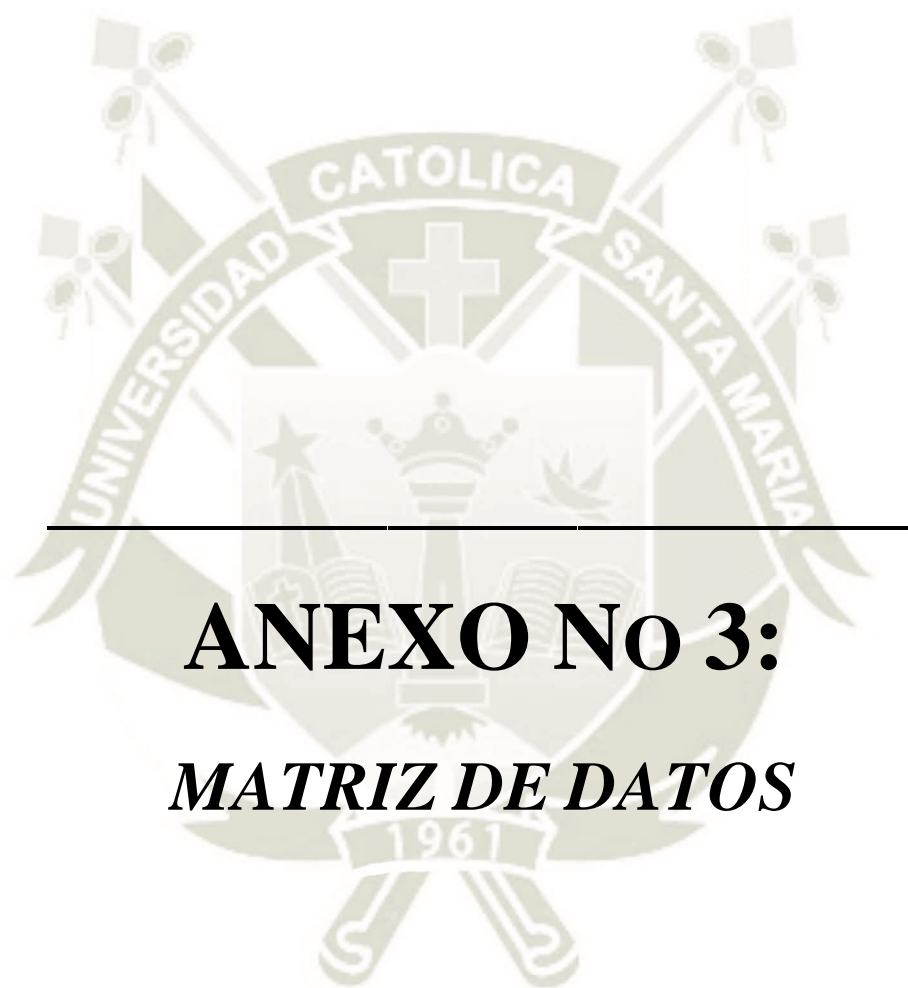 CATOLICA
UNIVERSIDAD
SANTA MARIA
ANEXO No 3:
MATRIZ DE DATOS
1961